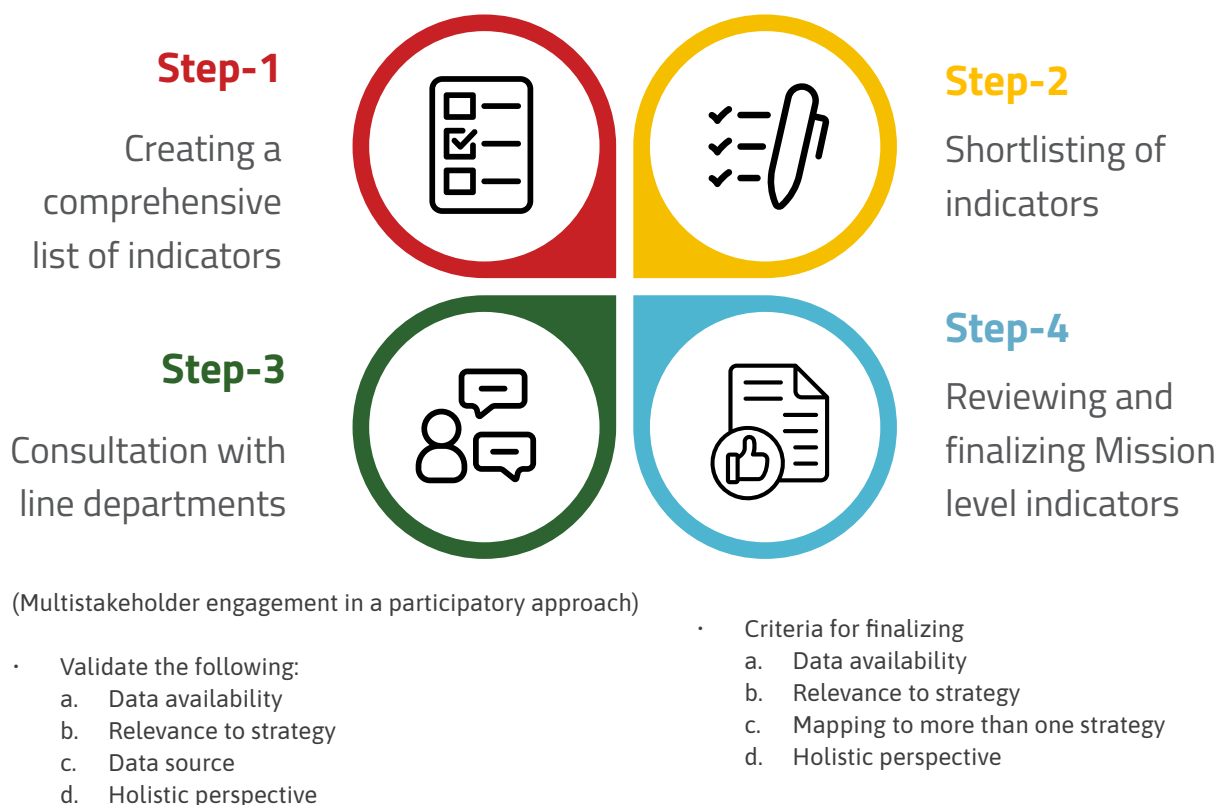 Step-1
Creating a
comprehensive
list of indicators
Step-2
Shortlisting of
indicators
Step-3
Consultation with
line departments
Step-4
Reviewing and
finalizing Mission
level indicators
(Multistakeholder engagement in a participatory approach)
· Validate the following:
a. Data availability
b. Relevance to strategy
c. Data source
d. Holistic perspective
· Criteria for finalizing
a. Data availability
b. Relevance to strategy
c. Mapping to more than one strategy
d. Holistic perspective